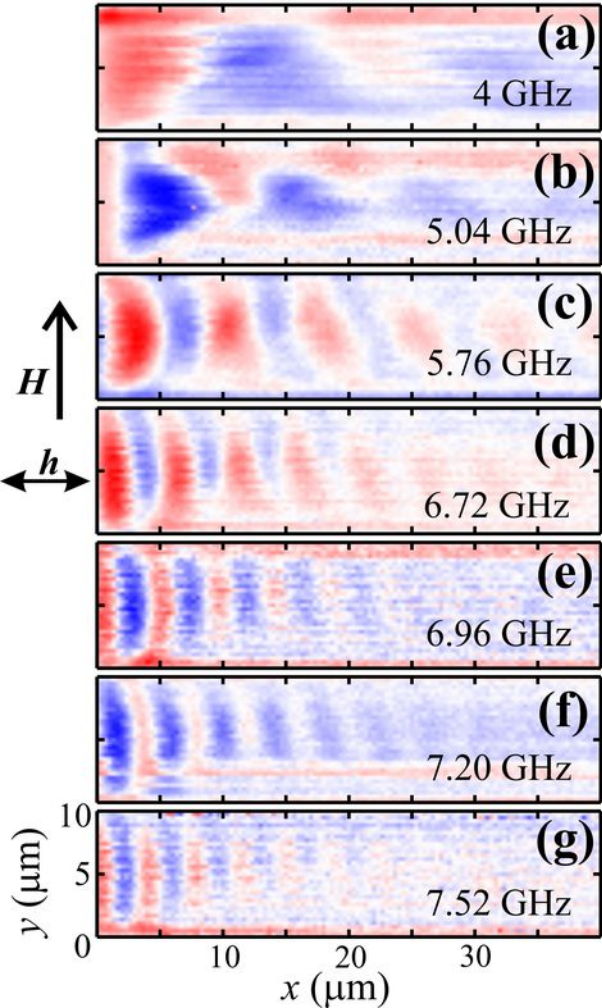 (a)
4 GHz
(b)
5.04 GHz
(c)
5.76 GHz
H
(d)
h
6.72 GHz
(e)
6.96 GHz
(f)
7.20 GHz
10
(g)
5
7.52 GHz
y (μm)
0
10 20 30
x (μm)